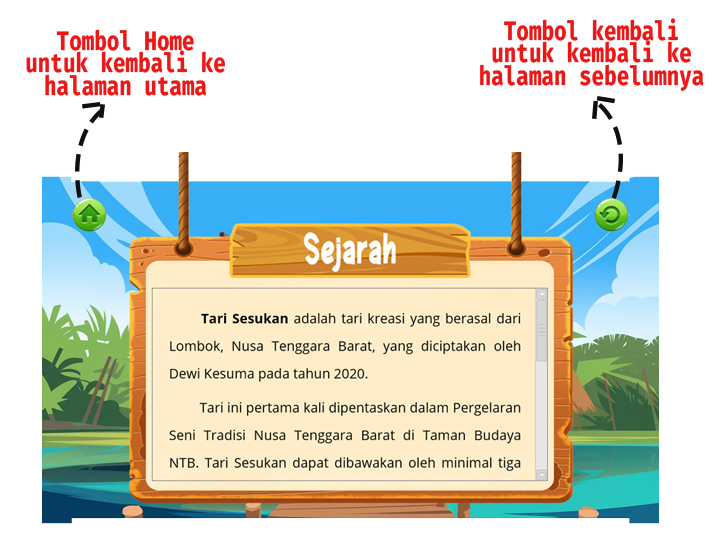 Tombol Home
untuk kembali ke
halaman utama
Tombol kembali
untuk kembali ke
halaman sebelumnya
Sejarah
Tari Sesukan adalah tari kreasi yang berasal dari
Lombok, Nusa Tenggara Barat, yang diciptakan oleh
Dewi Kesuma pada tahun 2020.
Tari ini pertama kali dipentaskan dalam Pergelaran
Seni Tradisi Nusa Tenggara Barat di Taman Budaya
NTB. Tari Sesukan dapat dibawakan oleh minimal tiga